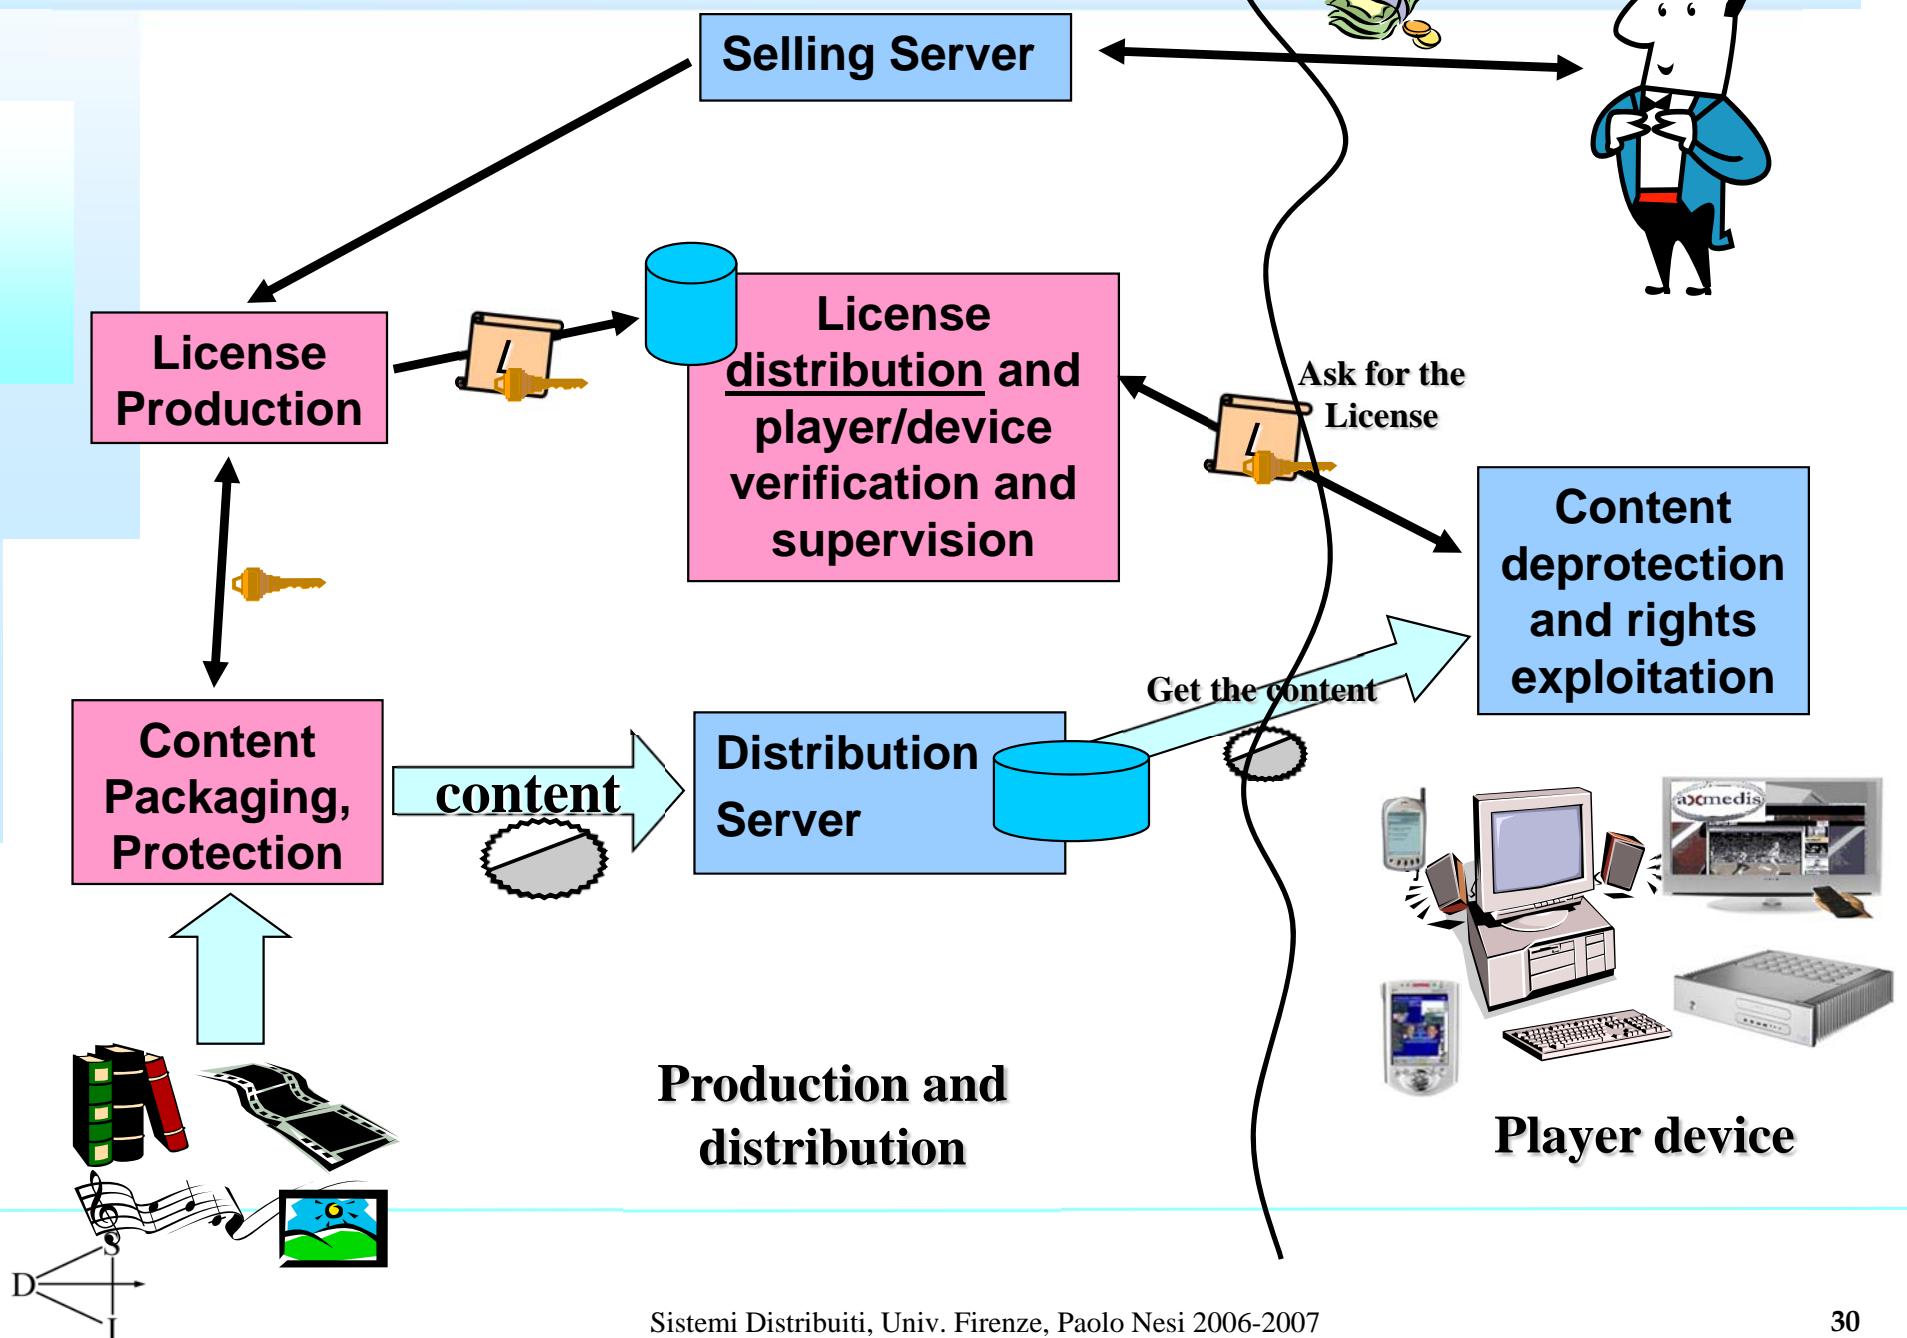 Selling Server
License
Production
L
License
distribution and
player/device
verification and
supervision
Ask for the
License
L
Content
deprotection
and rights
exploitation
Get the content
Content
Packaging,
Protection
content
Distribution
Server
axmedis
Production and
distribution
Player device
S
D
I
Sistemi Distribuiti, Univ. Firenze, Paolo Nesi 2006-2007
30